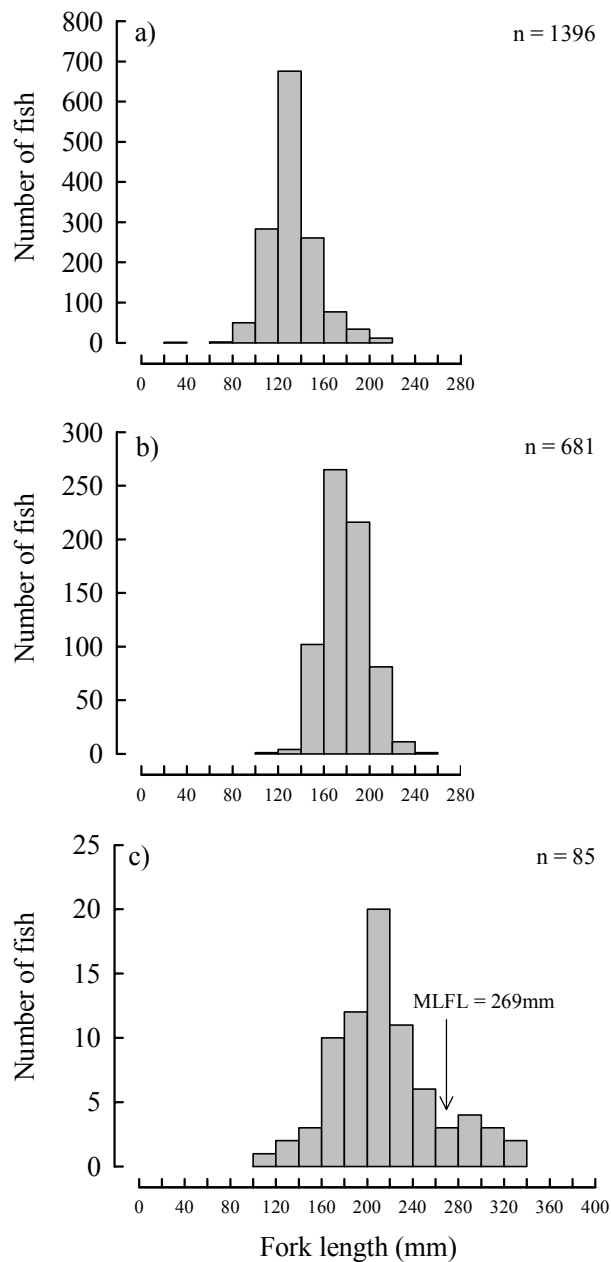 a)
n = 1396
Number of fish
800
700
600
500
400
300
200
100
0
0 40 80 120 160 200 240 280
b)
n = 681
Number of fish
300
250
200
150
100
50
0
0 40 80 120 160 200 240 280
c)
n = 85
Number of fish
25
20
15
10
5
0
MLFL = 269mm
0 40 80 120 160 200 240 280 320 360 400
Fork length (mm)